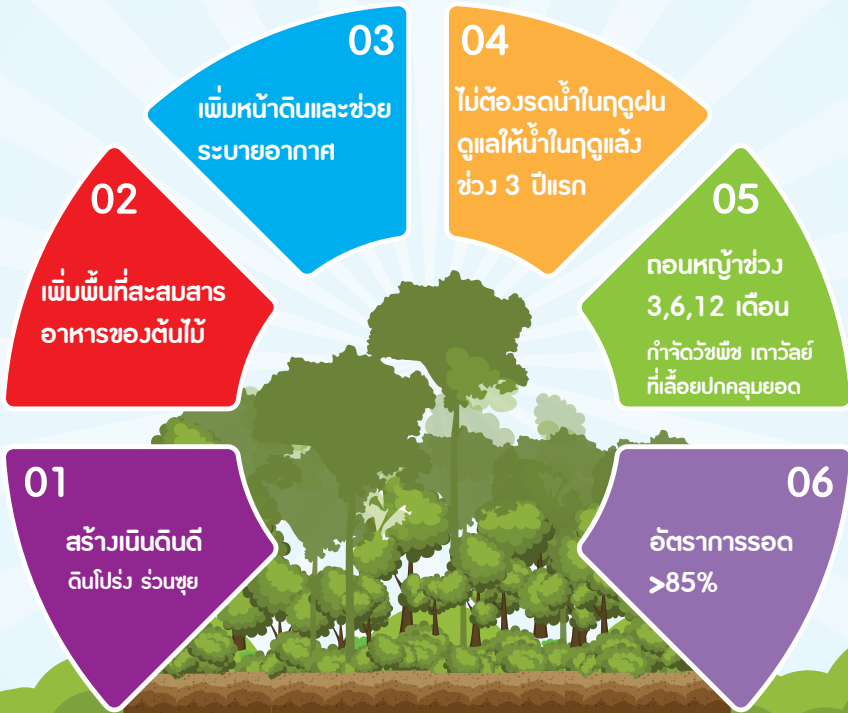 01
สร้างเนินดินดี
ดินโปร่ง ร่วนซุย
02
เพิ่มพื้นที่สะสมสาร
อาหารของต้นไม้
03
เพิ่มหน้าดินและช่วย
ระบายอากาศ
04
ไม่ต้องรดน้ำในฤดูฝน
ดูแลให้น้ำในฤดูแล้ง
ช่วง 3 ปีแรก
05
ถอนหญ้าช่วง
3,6,12 เดือน
กำจัดวัชพืช เถาวัลย์
ที่เลื้อยปกคลุมยอด
06
อัตราการรอด
>85%